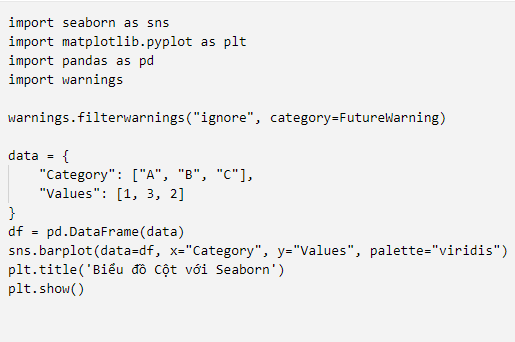 import seaborn as sns
import matplotlib.pyplot as plt
import pandas as pd
import warnings

warnings.filterwarnings("ignore", category=FutureWarning)

data = {
    "Category": ["A", "B", "C"],
    "Values": [1, 3, 2]
}
df = pd.DataFrame(data)
sns.barplot(data=df, x="Category", y="Values", palette="viridis")
plt.title('Biểu đồ Cột với Seaborn')
plt.show()